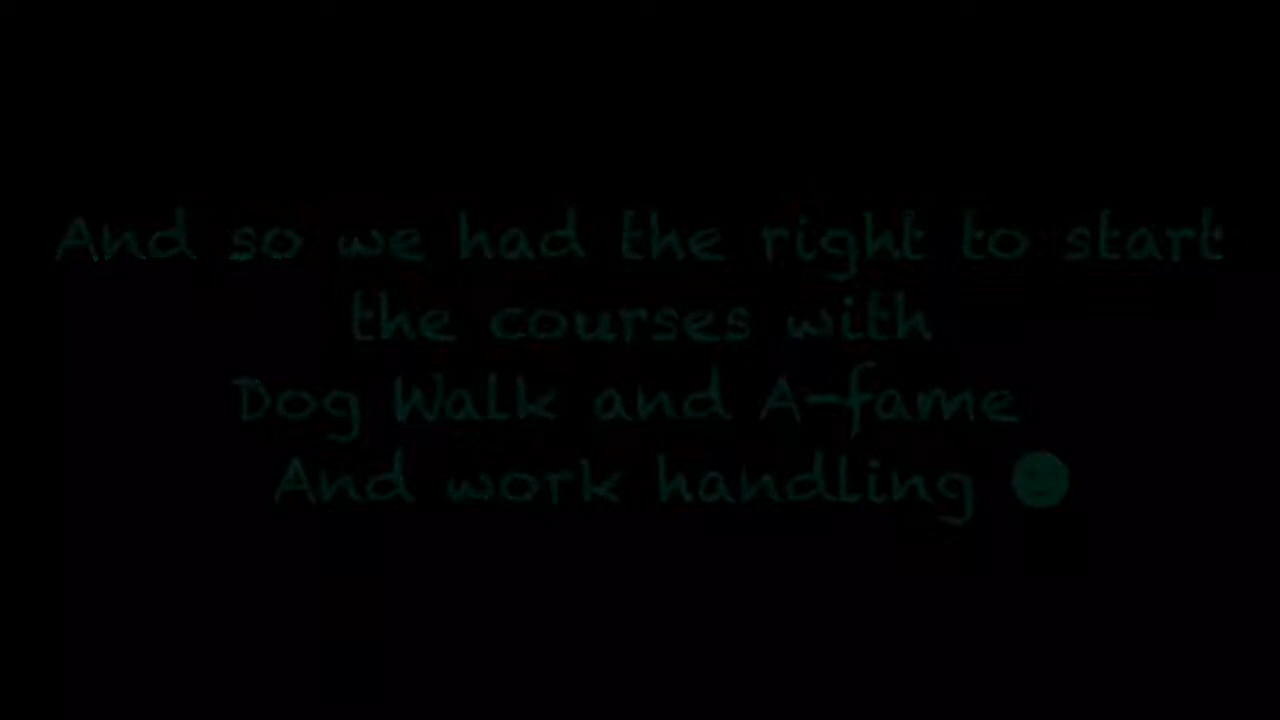 And so we had the right to start
the courses with
Dog Walk and A-fame
And work handling